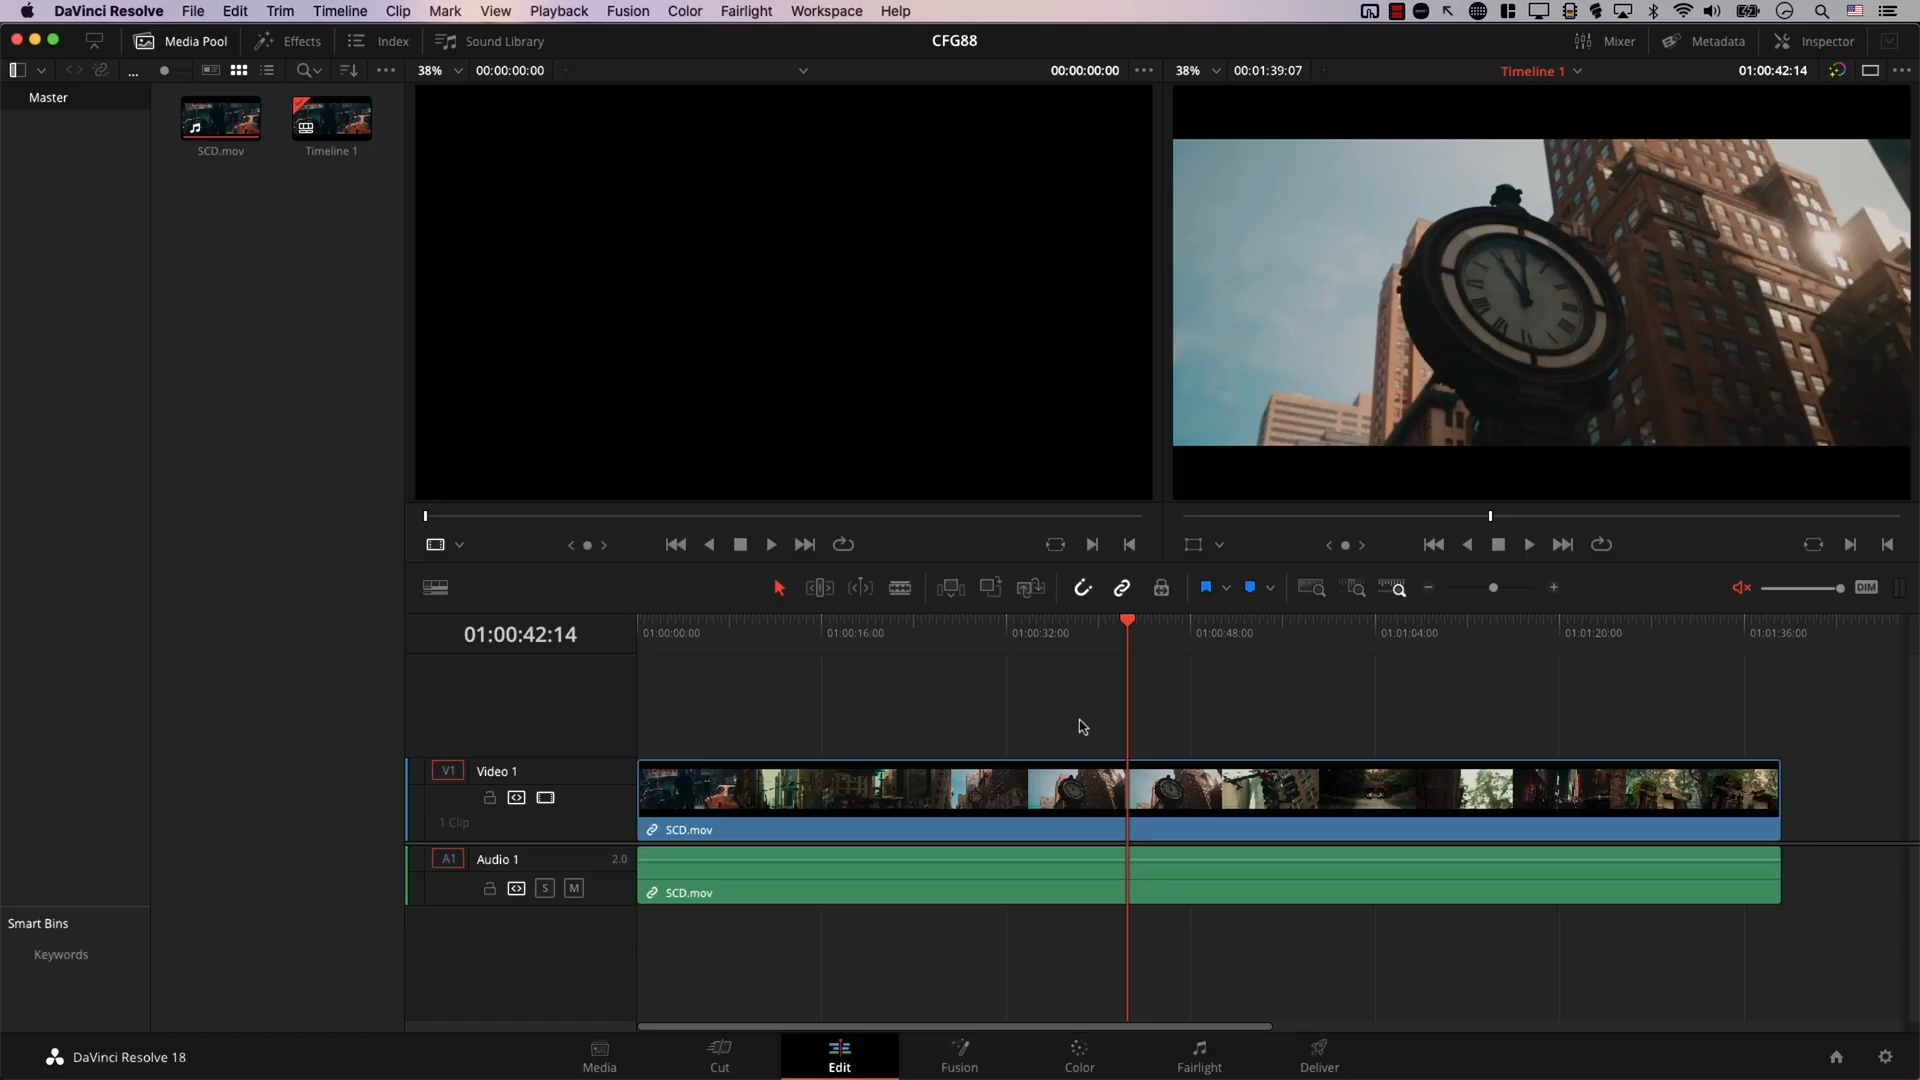 DaVinci Resolve File Edit Trim Timeline Clip Mark View Playback Fusion Color Fairlight Workspace Help
Media Pool Effects Index Sound Library CFG88 Mixer Metadata Inspector
... 38% 00:00:00:00 00:00:00:00 38% 00:01:39:07 Timeline 1 01:00:42:14
Master
SCD.mov Timeline 1
DIM
01:00:42:14 01:00:00:00 01:00:16:00 01:00:32:00 01:00:48:00 01:01:04:00 01:01:20:00 01:01:36:00
V1 Video 1
1 Clip
SCD.mov
A1 Audio 1 2.0
S M
SCD.mov
Smart Bins
Keywords
DaVinci Resolve 18
Media Cut Edit Fusion Color Fairlight Deliver